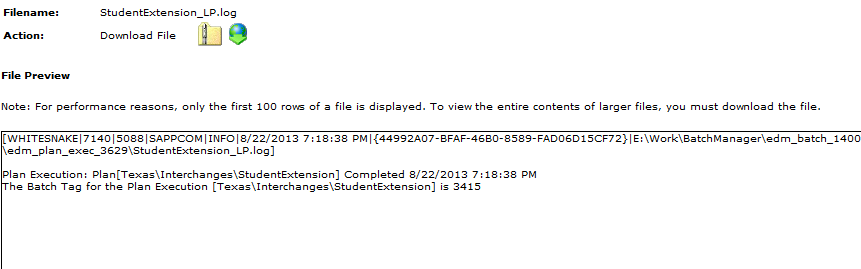 Filename: StudentExtension_LP.log
Action: Download File
File Preview
Note: For performance reasons, only the first 100 rows of a file is displayed. To view the entire contents of larger files, you must download the file.
[WHITESNAKE|7140|5088|SAPPCOM|INFO|8/22/2013 7:18:38 PM|{44992A07-BFAF-46B0-8589-FAD06D15CF72}|E:\Work\BatchManager\edm_batch_1400
\edm_plan_exec_3629\StudentExtension_LP.log]
Plan Execution: Plan[Texas\Interchanges\StudentExtension] Completed 8/22/2013 7:18:38 PM
The Batch Tag for the Plan Execution [Texas\Interchanges\StudentExtension] is 3415